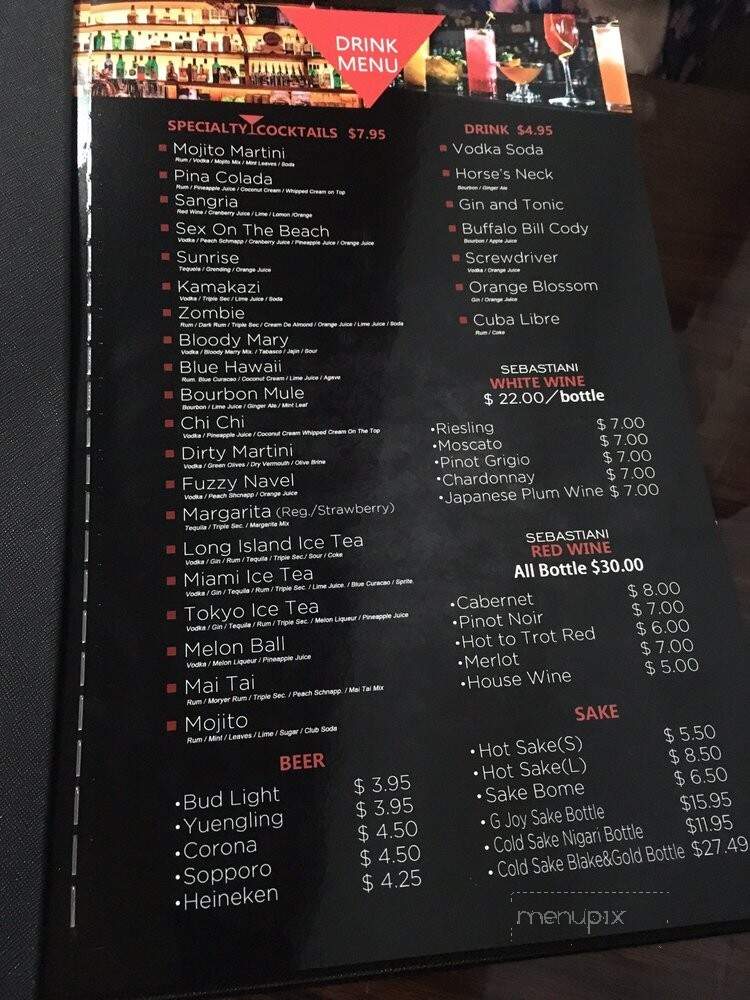 DRINK
MENU
SPECIALTY COCKTAILS $7.95
Mojito Martini
Rum / Vodka / Mojito Mix / Mint Leaves / Soda
Pina Colada
Rum / Pineapple Juice / Coconut Cream / Whipped Cream on Top
Sangria
Red Wine / Cranberry Juice / Lime / Lomon /Orange
Sex On The Beach
Vodka / Peach Schnapp / Cranberry Juice / Pineapple Juice / Orange Juice
Sunrise
Tequela / Grending / Orange Juice
Kamakazi
Vodka / Triple Sec / Lime Juice / Soda
Zombie
Rum / Dark Rum / Triple Sec / Cream De Almond / Orange Juice / Lime Juice / Soda
Bloody Mary
Vodka / Bloody Marry Mix. / Tabasco / Jajin / Sour
Blue Hawaii
Rum. Blue Curacao / Coconut Cream / Lime Juice / Agave
Bourbon Mule
Bourbon / Lime Juice / Ginger Ale / Mint Leaf
Chi Chi
Vodka / Pineapple Juice / Coconut Cream Whipped Cream On The Top
Dirty Martini
Vodka / Green Olives / Dry Vermouth / Olive Brine
Fuzzy Navel
Vodka / Peach Shcnapp / Orange Juice
Margarita (Reg./Strawberry)
Tequila / Triple Sec. / Margarita Mix
Long Island Ice Tea
Vodka / Gin / Rum / Tequila / Triple Sec./ Sour / Coke
Miami Ice Tea
Vodka / Gin / Tequila / Rum / Triple Sec. / Lime Juice. / Blue Curacao / Sprite.
Tokyo Ice Tea
Vodka / Gin / Tequila / Rum / Triple Sec. / Melon Liqueur / Pineapple Juice
Melon Ball
Vodka / Melon Liqueur / Pineapple Juice
Mai Tai
Rum / Moryer Rum / Triple Sec. / Peach Schnapp. / Mai Tai Mix
Mojito
Rum / Mint / Leaves / Lime / Sugar / Club Soda
BEER
•Bud Light $ 3.95
•Yuengling $ 3.95
•Corona $ 4.50
•Sopporo $ 4.50
•Heineken $ 4.25
DRINK $4.95
Vodka Soda
Horse's Neck
Bourbon / Ginger Ale
Gin and Tonic
Buffalo Bill Cody
Bourbon / Apple Juice
Screwdriver
Vodka / Orange Juice
Orange Blossom
Gin / Orange Juice
Cuba Libre
Rum / Coke
SEBASTIANI
WHITE WINE
$ 22.00/bottle
•Riesling $ 7.00
•Moscato $ 7.00
•Pinot Grigio $ 7.00
•Chardonnay $ 7.00
•Japanese Plum Wine $ 7.00
SEBASTIANI
RED WINE
All Bottle $30.00
•Cabernet $ 8.00
•Pinot Noir $ 7.00
•Hot to Trot Red $ 6.00
•Merlot $ 7.00
•House Wine $ 5.00
SAKE
•Hot Sake(S) $ 5.50
•Hot Sake(L) $ 8.50
•Sake Bome $ 6.50
• G Joy Sake Bottle $15.95
• Cold Sake Nigari Bottle $11.95
• Cold Sake Blake&Gold Bottle $27.49
menupix